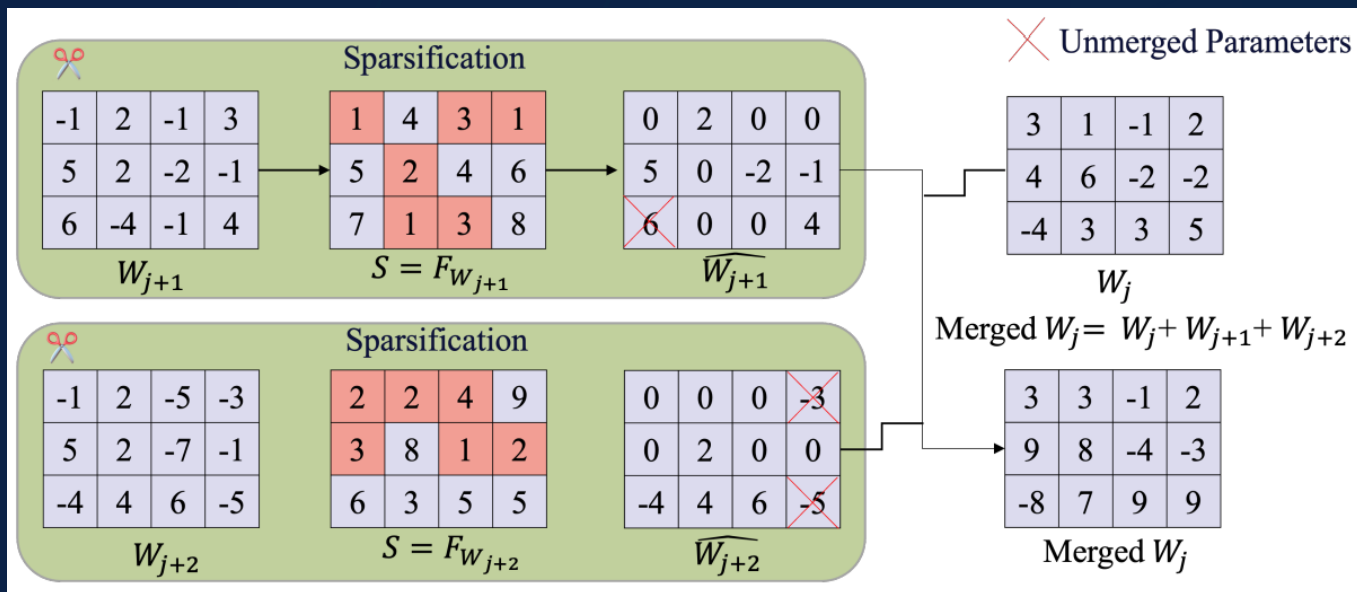 Sparsification
Unmerged Parameters
-1 2 -1 3
5 2 -2 -1
6 -4 -1 4
W_{j+1}
1 4 3 1
5 2 4 6
7 1 3 8
S = F_{W_{j+1}}
0 2 0 0
5 0 -2 -1
6 0 0 4
\widehat{W_{j+1}}
3 1 -1 2
4 6 -2 -2
-4 3 3 5
W_j
Merged W_j= W_j+ W_{j+1}+ W_{j+2}
Sparsification
-1 2 -5 -3
5 2 -7 -1
-4 4 6 -5
W_{j+2}
2 2 4 9
3 8 1 2
6 3 5 5
S = F_{W_{j+2}}
0 0 0 -3
0 2 0 0
-4 4 6 -5
\widehat{W_{j+2}}
3 3 -1 2
9 8 -4 -3
-8 7 9 9
Merged W_j